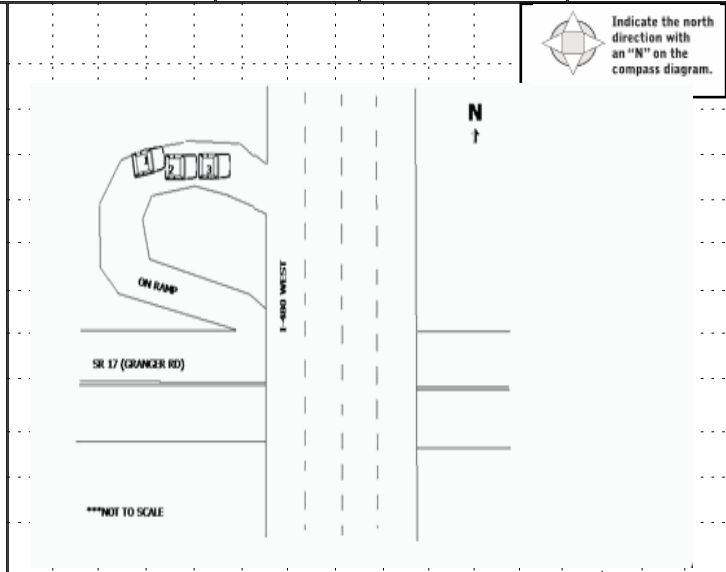 Indicate the north
direction with
an “N” on the
compass diagram.
N
1
2
3
ON RAMP
I-480 WEST
SR 17 (GRANGER RD)
***NOT TO SCALE